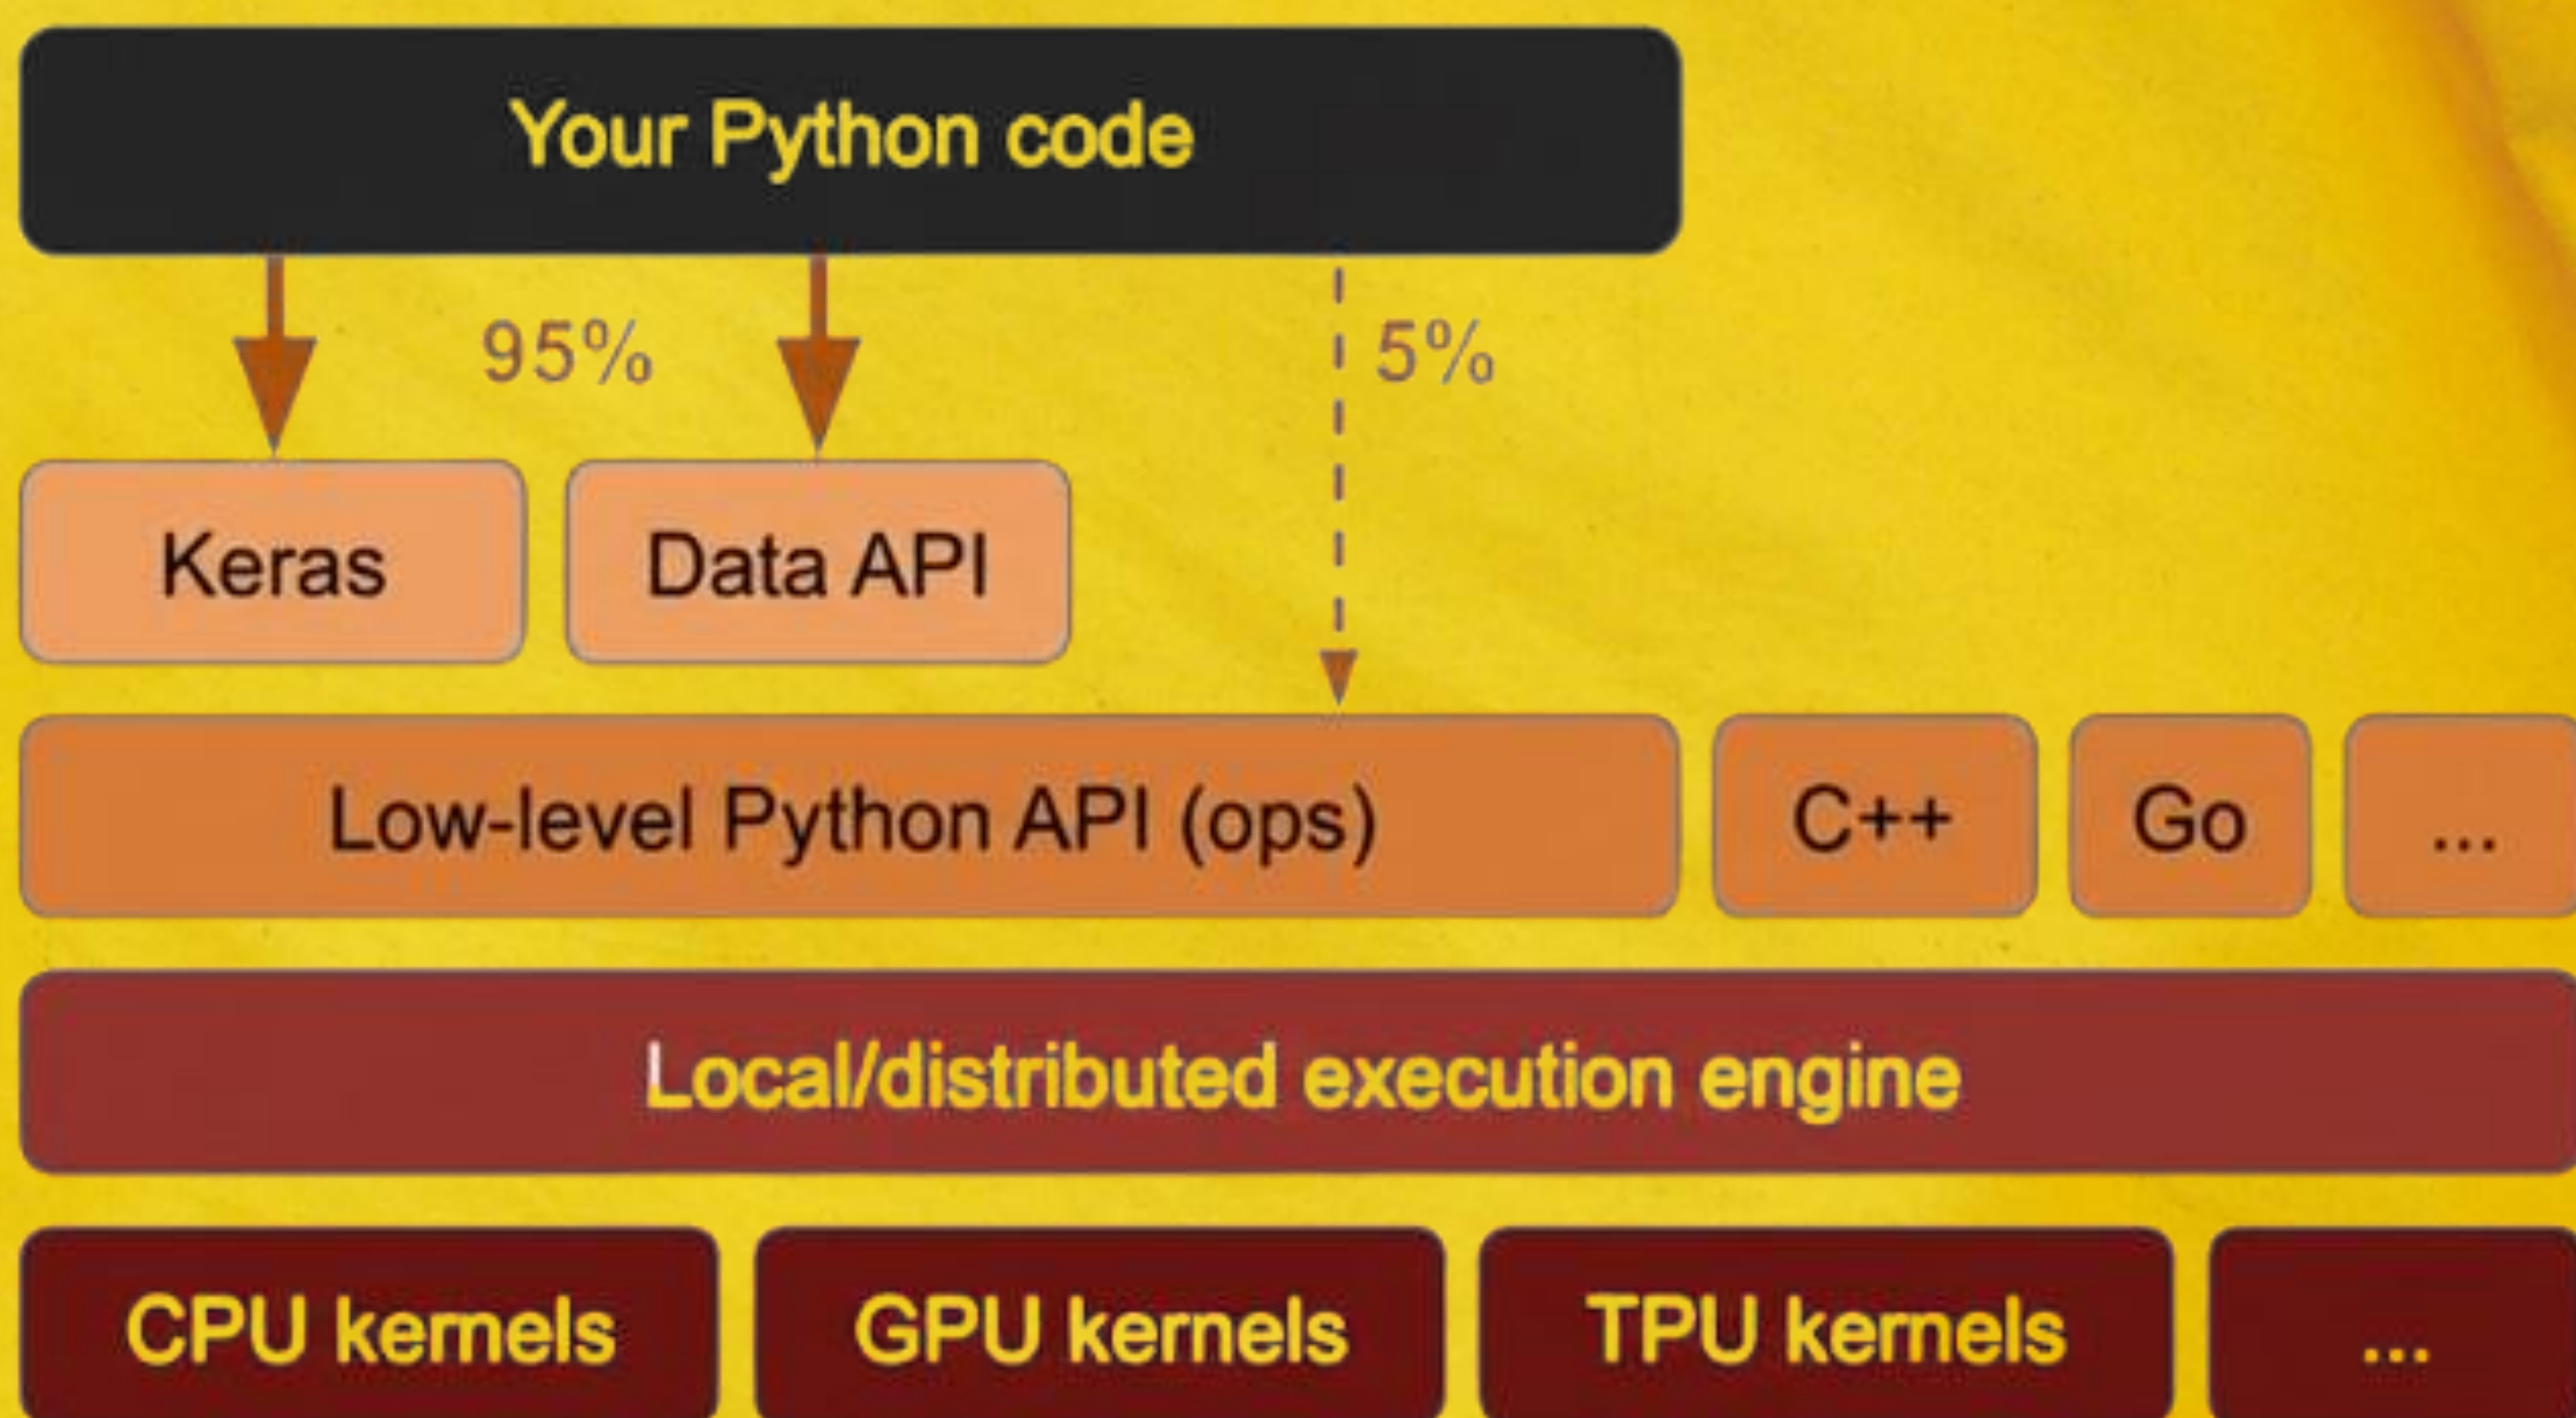 Your Python code
95%
5%
Keras
Data API
Low-level Python API (ops)
C++
Go
...
Local/distributed execution engine
CPU kernels
GPU kernels
TPU kernels
...